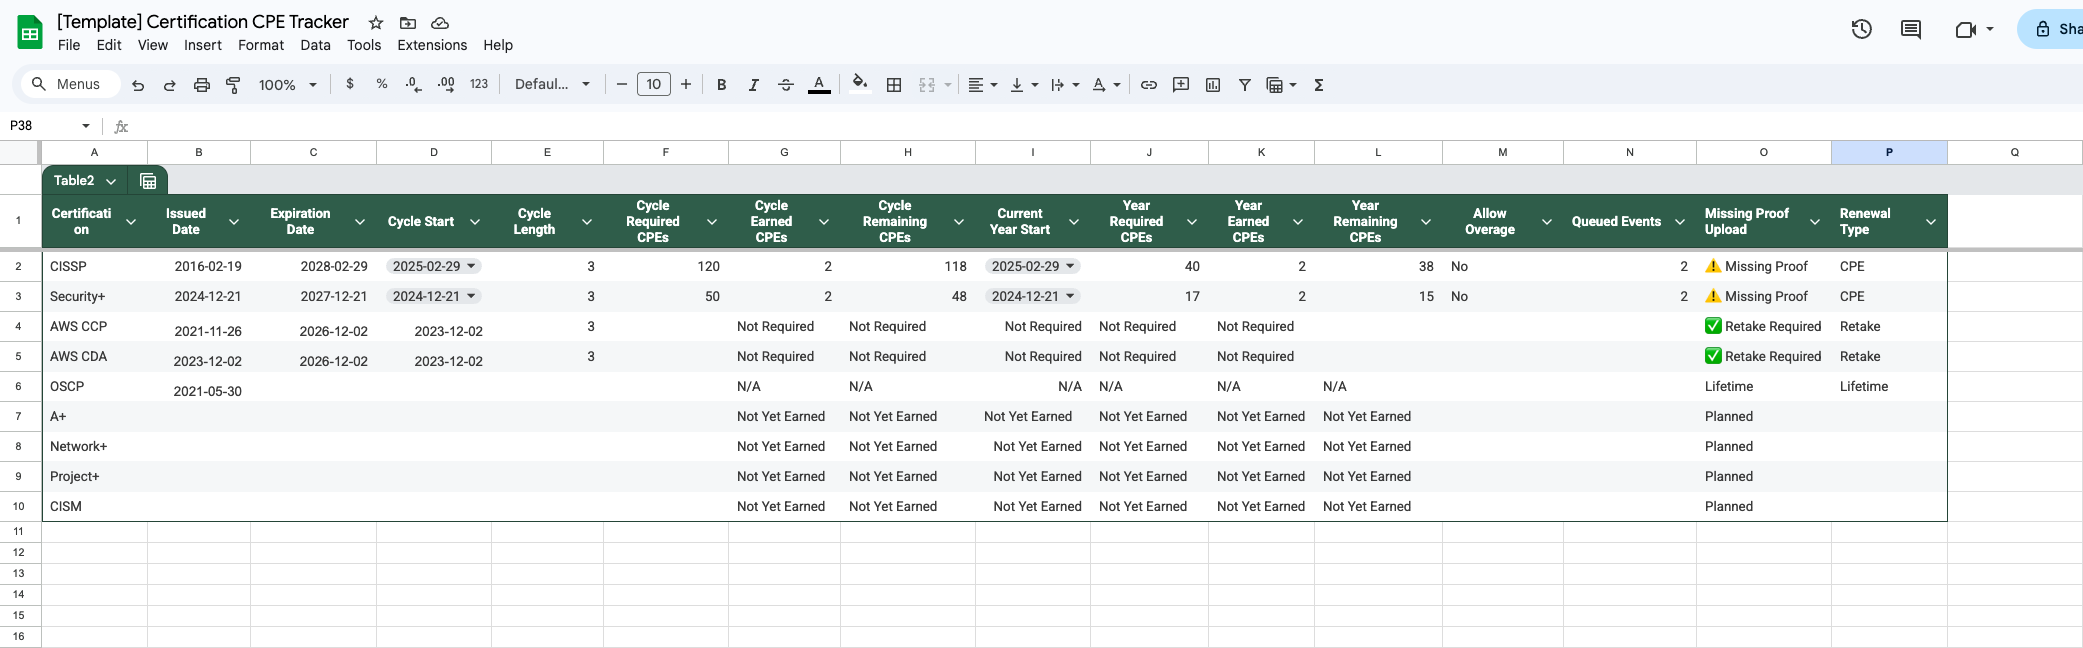 [Template] Certification CPE Tracker
File Edit View Insert Format Data Tools Extensions Help
Sha
Menus 100% $ % .0 .00 123 Defaul... − 10 + B I A Σ
P38 fx
A B C D E F G H I J K L M N O P Q
Table2
1 Certificati on Issued Date Expiration Date Cycle Start Cycle Length Cycle Required CPEs Cycle Earned CPEs Cycle Remaining CPEs Current Year Start Year Required CPEs Year Earned CPEs Year Remaining CPEs Allow Overage Queued Events Missing Proof Upload Renewal Type
2 CISSP 2016-02-19 2028-02-29 2025-02-29 3 120 2 118 2025-02-29 40 2 38 No 2 ⚠️ Missing Proof CPE
3 Security+ 2024-12-21 2027-12-21 2024-12-21 3 50 2 48 2024-12-21 17 2 15 No 2 ⚠️ Missing Proof CPE
4 AWS CCP 2021-11-26 2026-12-02 2023-12-02 3 Not Required Not Required Not Required Not Required Not Required ✅ Retake Required Retake
5 AWS CDA 2023-12-02 2026-12-02 2023-12-02 3 Not Required Not Required Not Required Not Required Not Required ✅ Retake Required Retake
6 OSCP 2021-05-30 N/A N/A N/A N/A N/A N/A Lifetime Lifetime
7 A+ Not Yet Earned Not Yet Earned Not Yet Earned Not Yet Earned Not Yet Earned Not Yet Earned Planned
8 Network+ Not Yet Earned Not Yet Earned Not Yet Earned Not Yet Earned Not Yet Earned Not Yet Earned Planned
9 Project+ Not Yet Earned Not Yet Earned Not Yet Earned Not Yet Earned Not Yet Earned Not Yet Earned Planned
10 CISM Not Yet Earned Not Yet Earned Not Yet Earned Not Yet Earned Not Yet Earned Not Yet Earned Planned
11
12
13
14
15
16